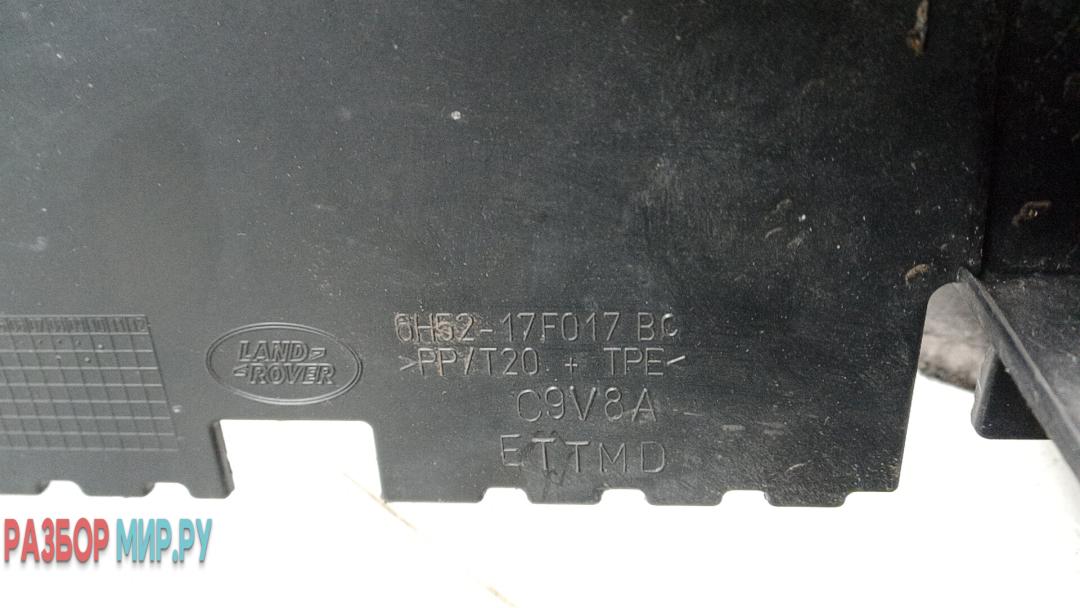 6H52-17F017 BC
>PP/T20 + TPE<
LAND
ROVER
C9V8A
ETTMD
РАЗБОР МИР.РУ